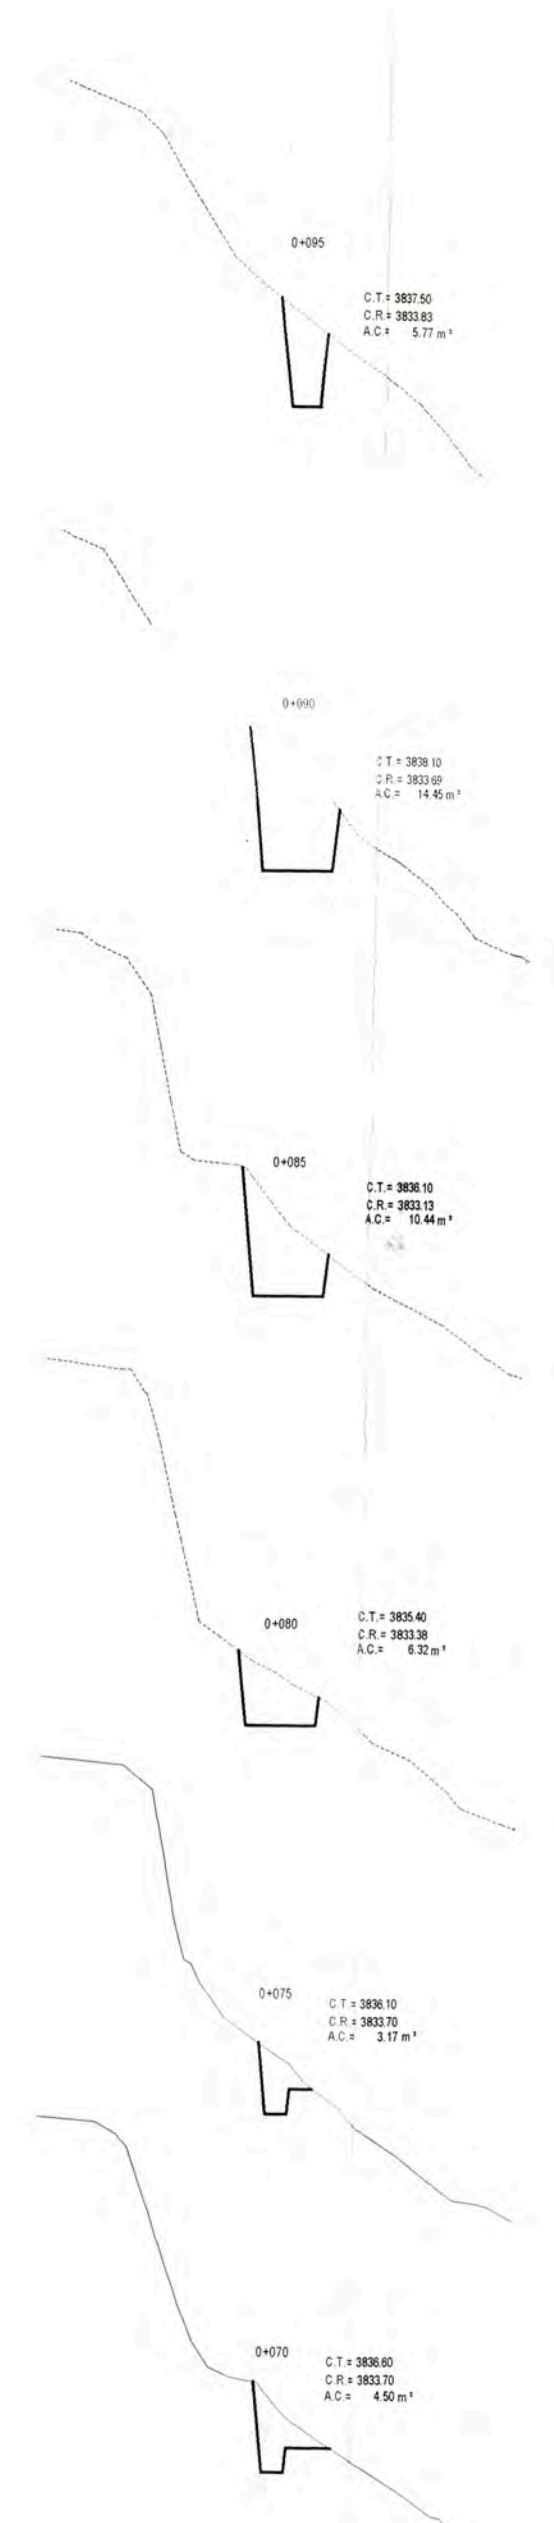 0+095
C.T.= 3837.50
C.R.= 3833.83
A.C.= 5.77 m²
0+090
C.T.= 3838.10
C.R.= 3833.69
A.C.= 14.45 m²
0+085
C.T.= 3836.10
C.R.= 3833.13
A.C.= 10.44 m²
0+080
C.T.= 3835.40
C.R.= 3833.38
A.C.= 6.32 m²
0+075
C.T.= 3836.10
C.R.= 3833.70
A.C.= 3.17 m²
0+070
C.T.= 3836.60
C.R.= 3833.70
A.C.= 4.50 m²